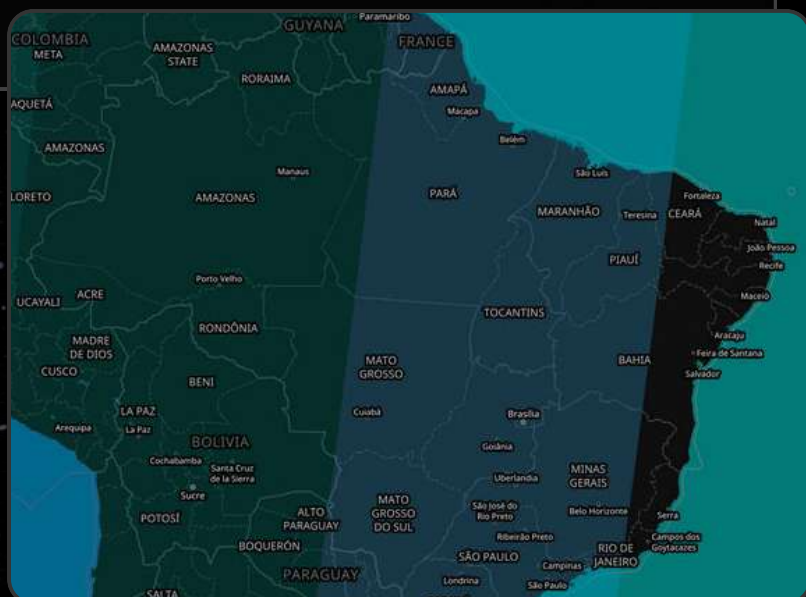 Paramaribo
GUYANA
COLOMBIA
FRANCE
META
AMAZONAS
STATE
RORAIMA
AMAPÁ
AQUETÁ
Macapa
Belém
AMAZONAS
Manaus
São Luís
LORETO
AMAZONAS
PARÁ
Fortaleza
MARANHÃO
Teresina
CEARÁ
Natal
João Pessoa
PIAUÍ
Recife
Porto Velho
ACRE
Maceió
UCAYALI
TOCANTINS
RONDÔNIA
Aracaju
MADRE
DE DIOS
Feira de Santana
MATO
GROSSO
BAHIA
CUSCO
Salvador
BENI
LA PAZ
Cuiabá
Brasília
Arequipa
La Paz
BOLIVIA
Goiânia
Cochabamba
Santa Cruz
de la Sierra
MINAS
GERAIS
Uberlandia
Sucre
MATO
GROSSO
DO SUL
São José do
Rio Preto
ALTO
PARAGUAY
Belo Horizonte
Serra
POTOSÍ
Ribeirão Preto
Campos dos
Goytacazes
BOQUERÓN
RIO DE
JANEIRO
SÃO PAULO
Campinas
PARAGUAY
Londrina
São Paulo
SALTA